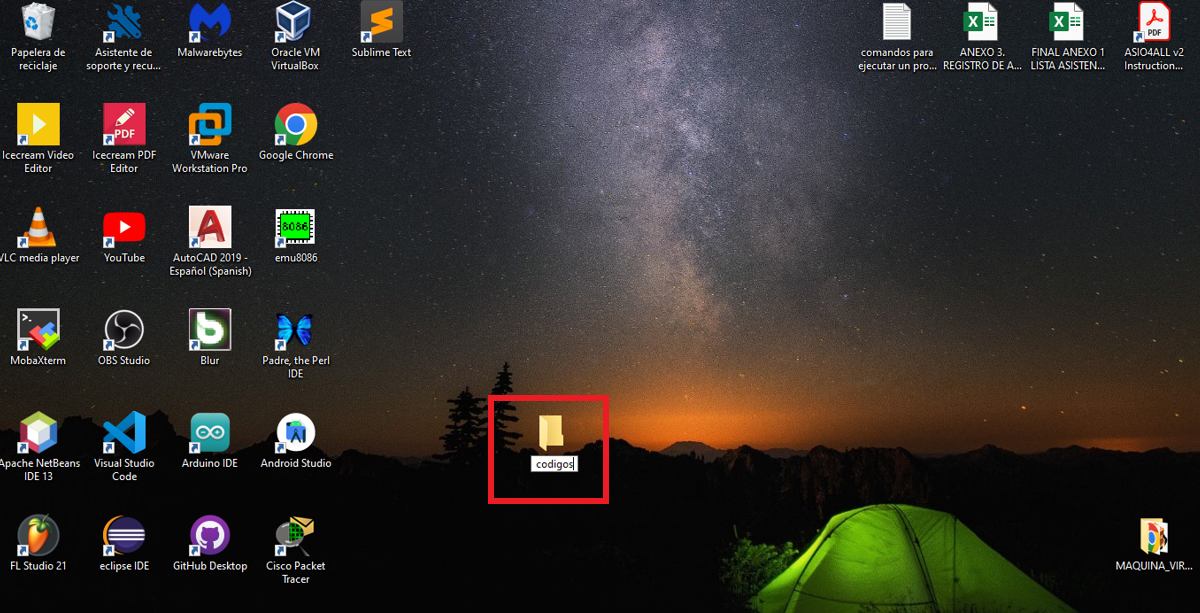 Papelera de
reciclaje
Asistente de
soporte y recu...
Malwarebytes
Oracle VM
VirtualBox
Sublime Text
comandos para
ejecutar un pro...
ANEXO 3.
REGISTRO DE A...
FINAL ANEXO 1
LISTA ASISTEN...
PDF
ASIO4ALL v2
Instruction...
Icecream Video
Editor
PDF
Icecream PDF
Editor
VMware
Workstation Pro
Google Chrome
VLC media player
YouTube
AutoCAD 2019 -
Español (Spanish)
8086
emu8086
MobaXterm
OBS Studio
Blur
Padre, the Perl
IDE
Apache NetBeans
IDE 13
Visual Studio
Code
Arduino IDE
Android Studio
codigos
FL Studio 21
eclipse IDE
GitHub Desktop
Cisco Packet
Tracer
MAQUINA_VIR...